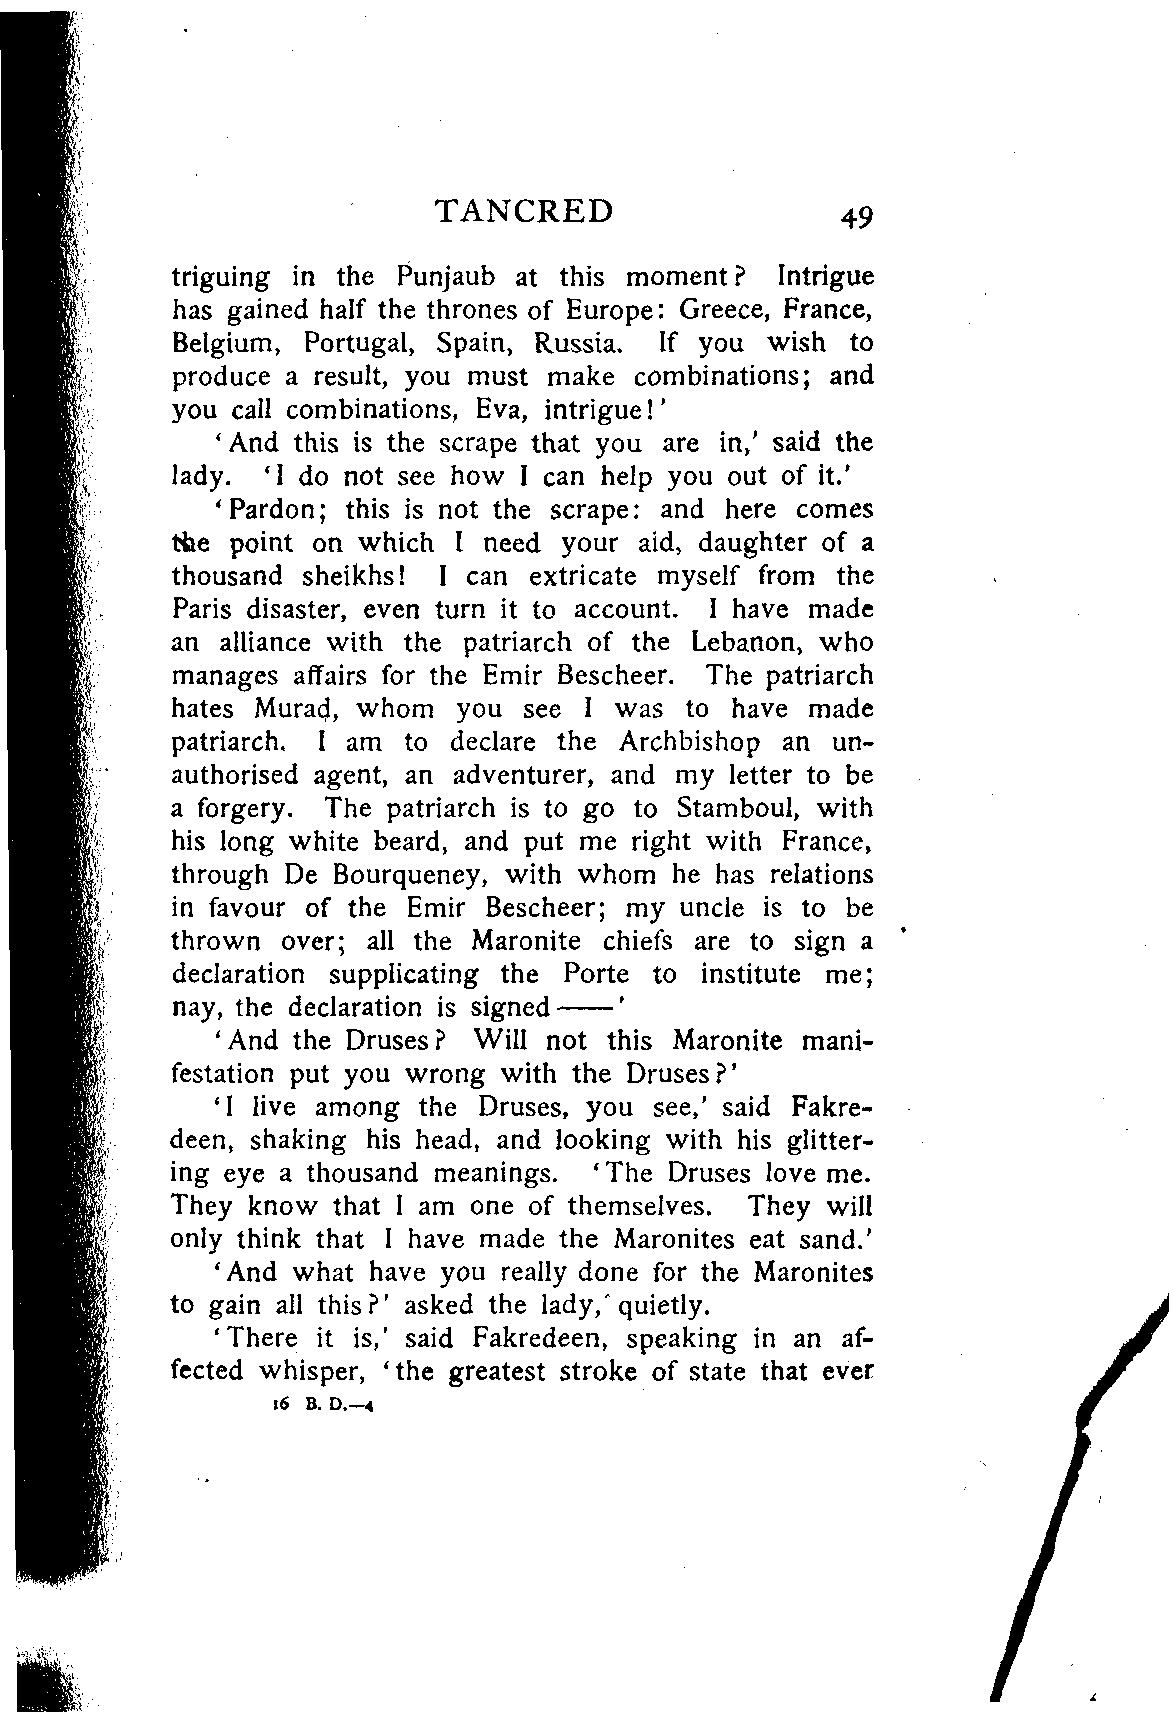 TANCRED 49
triguing in the Punjaub at this moment? Intrigue
has gained half the thrones of Europe: Greece, France,
Belgium, Portugal, Spain, Russia. If you wish to
produce a result, you must make combinations; and
you call combinations, Eva, intrigue!'
'And this is the scrape that you are in,' said the
lady. 'I do not see how I can help you out of it.'
'Pardon; this is not the scrape: and here comes
the point on which I need your aid, daughter of a
thousand sheikhs! I can extricate myself from the
Paris disaster, even turn it to account. I have made
an alliance with the patriarch of the Lebanon, who
manages affairs for the Emir Bescheer. The patriarch
hates Murad, whom you see I was to have made
patriarch. I am to declare the Archbishop an un-
authorised agent, an adventurer, and my letter to be
a forgery. The patriarch is to go to Stamboul, with
his long white beard, and put me right with France,
through De Bourqueney, with whom he has relations
in favour of the Emir Bescheer; my uncle is to be
thrown over; all the Maronite chiefs are to sign a
declaration supplicating the Porte to institute me;
nay, the declaration is signed——'
'And the Druses? Will not this Maronite mani-
festation put you wrong with the Druses?'
'I live among the Druses, you see,' said Fakre-
deen, shaking his head, and looking with his glitter-
ing eye a thousand meanings. 'The Druses love me.
They know that I am one of themselves. They will
only think that I have made the Maronites eat sand.'
'And what have you really done for the Maronites
to gain all this?' asked the lady, quietly.
'There it is,' said Fakredeen, speaking in an af-
fected whisper, 'the greatest stroke of state that ever
16 B. D.—4